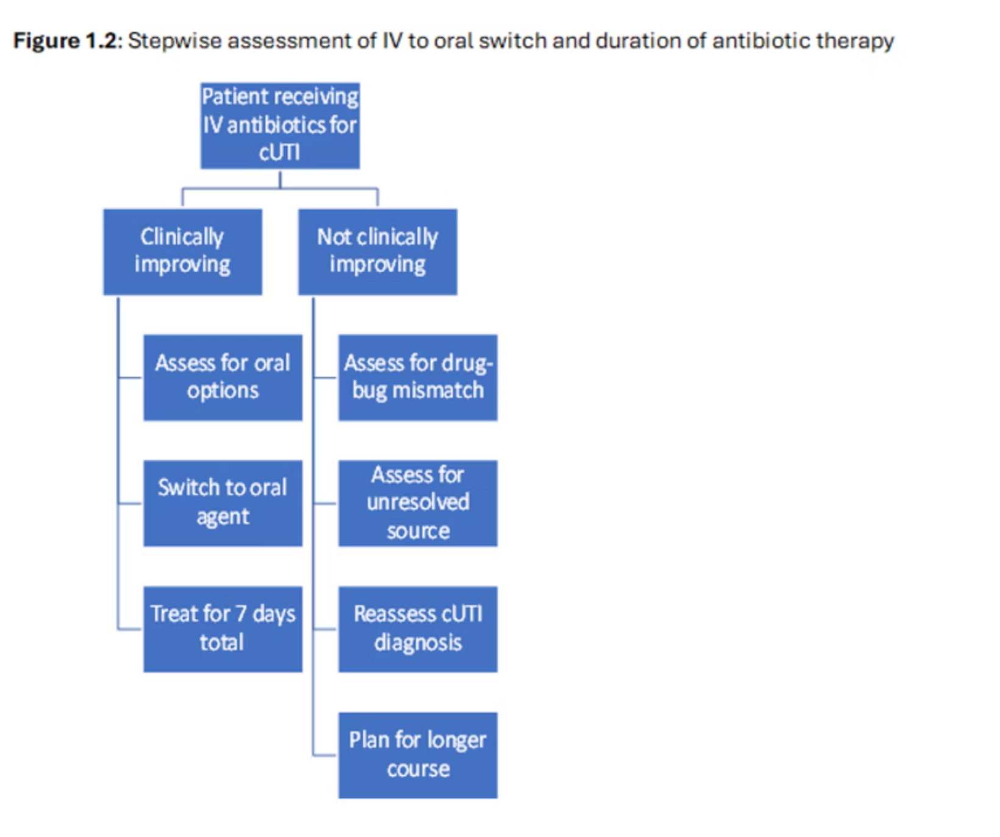 Figure 1.2: Stepwise assessment of IV to oral switch and duration of antibiotic therapy
Patient receiving
IV antibiotics for
cUTI
Clinically
improving
Not clinically
improving
Assess for oral
options
Assess for drug-
bug mismatch
Switch to oral
agent
Assess for
unresolved
source
Treat for 7 days
total
Reassess cUTI
diagnosis
Plan for longer
course